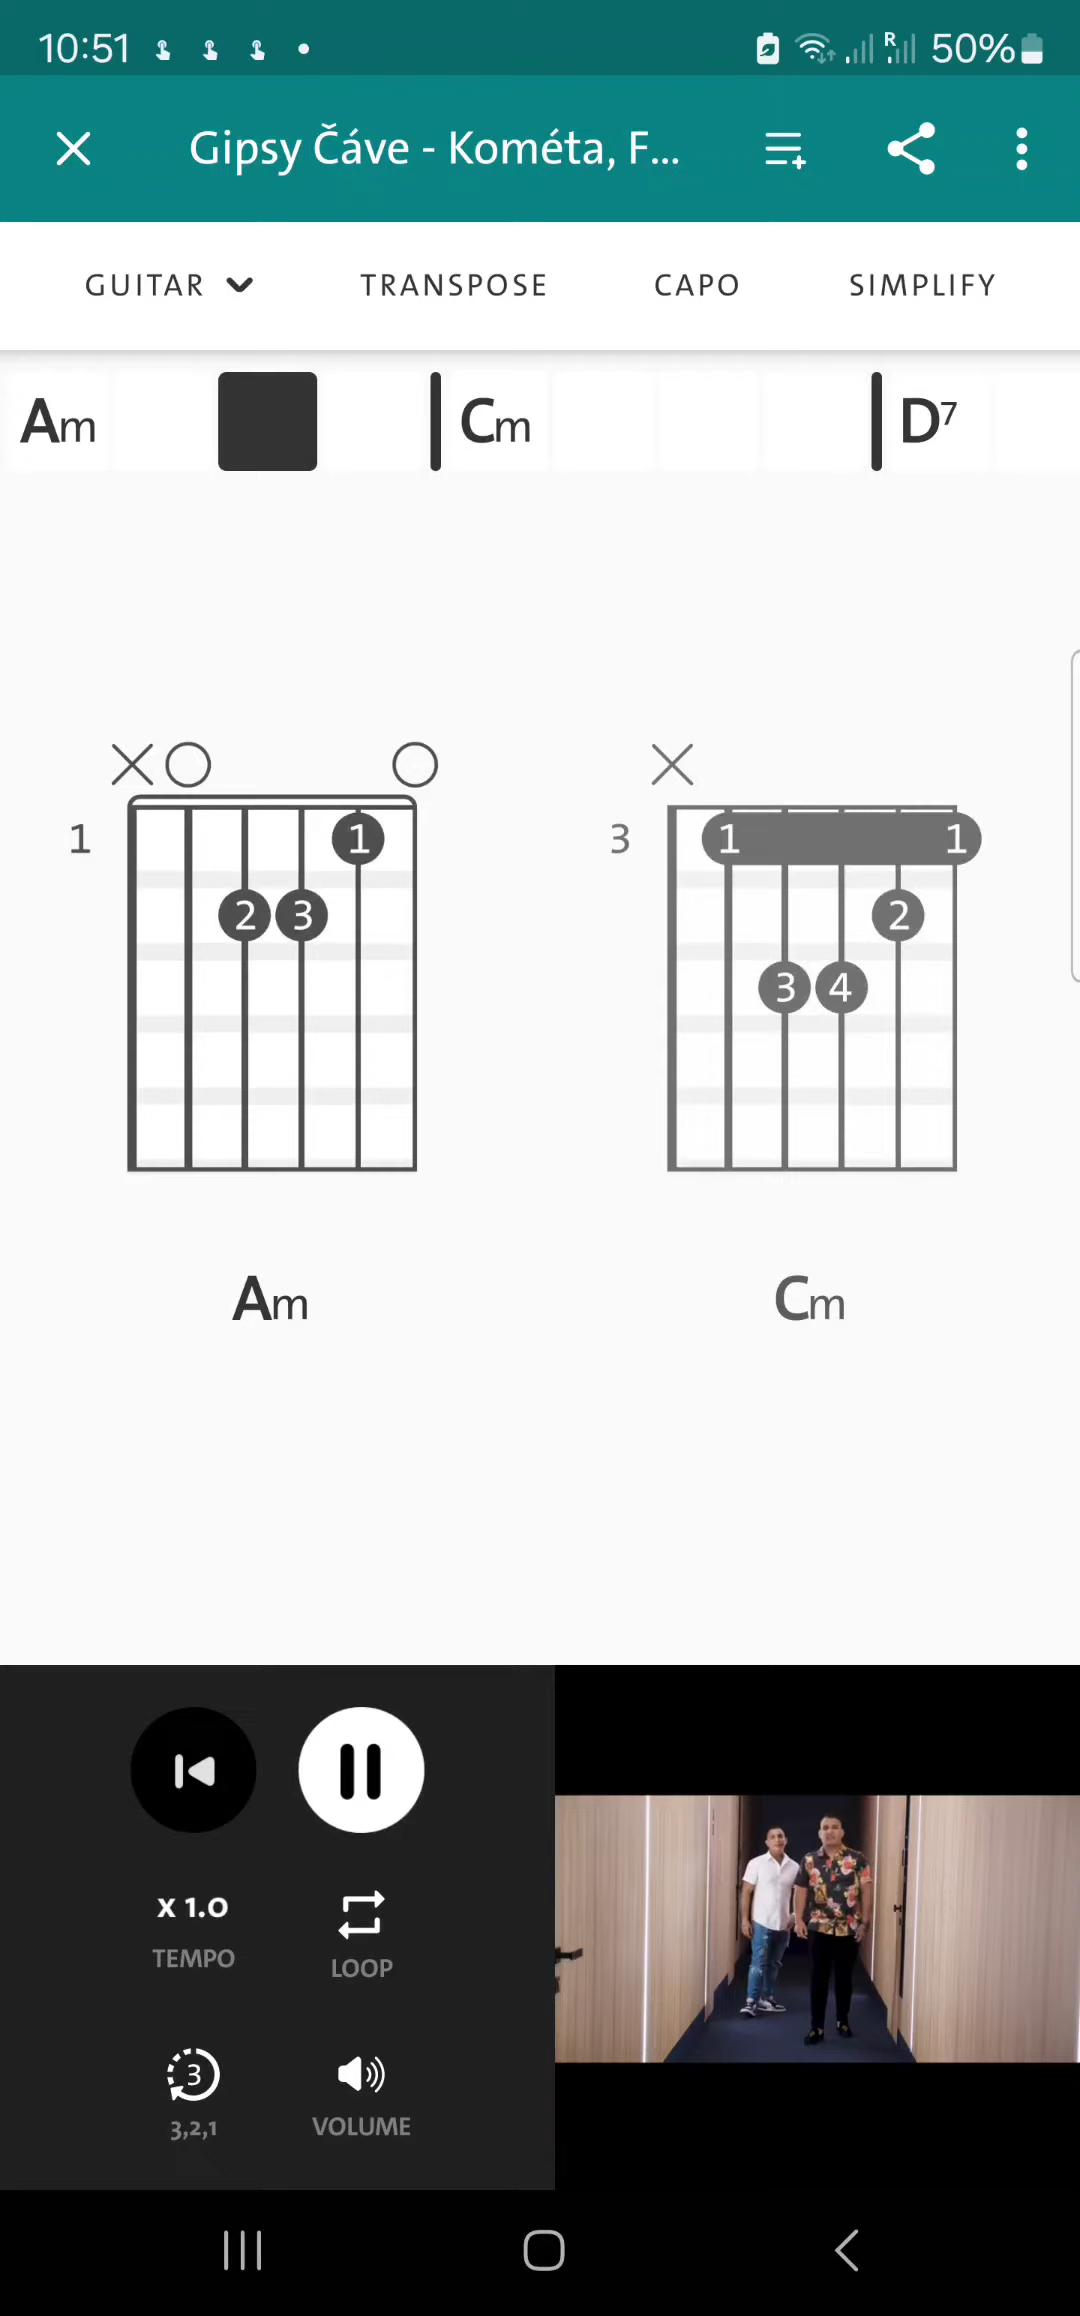 10:51 R 50%
Gipsy Čáve - Kométa, F...
GUITAR TRANSPOSE CAPO SIMPLIFY
Am Cm D7
1 1 3 1 1
2 3 2
3 4
Am Cm
x 1.0
TEMPO LOOP
3
3,2,1 VOLUME